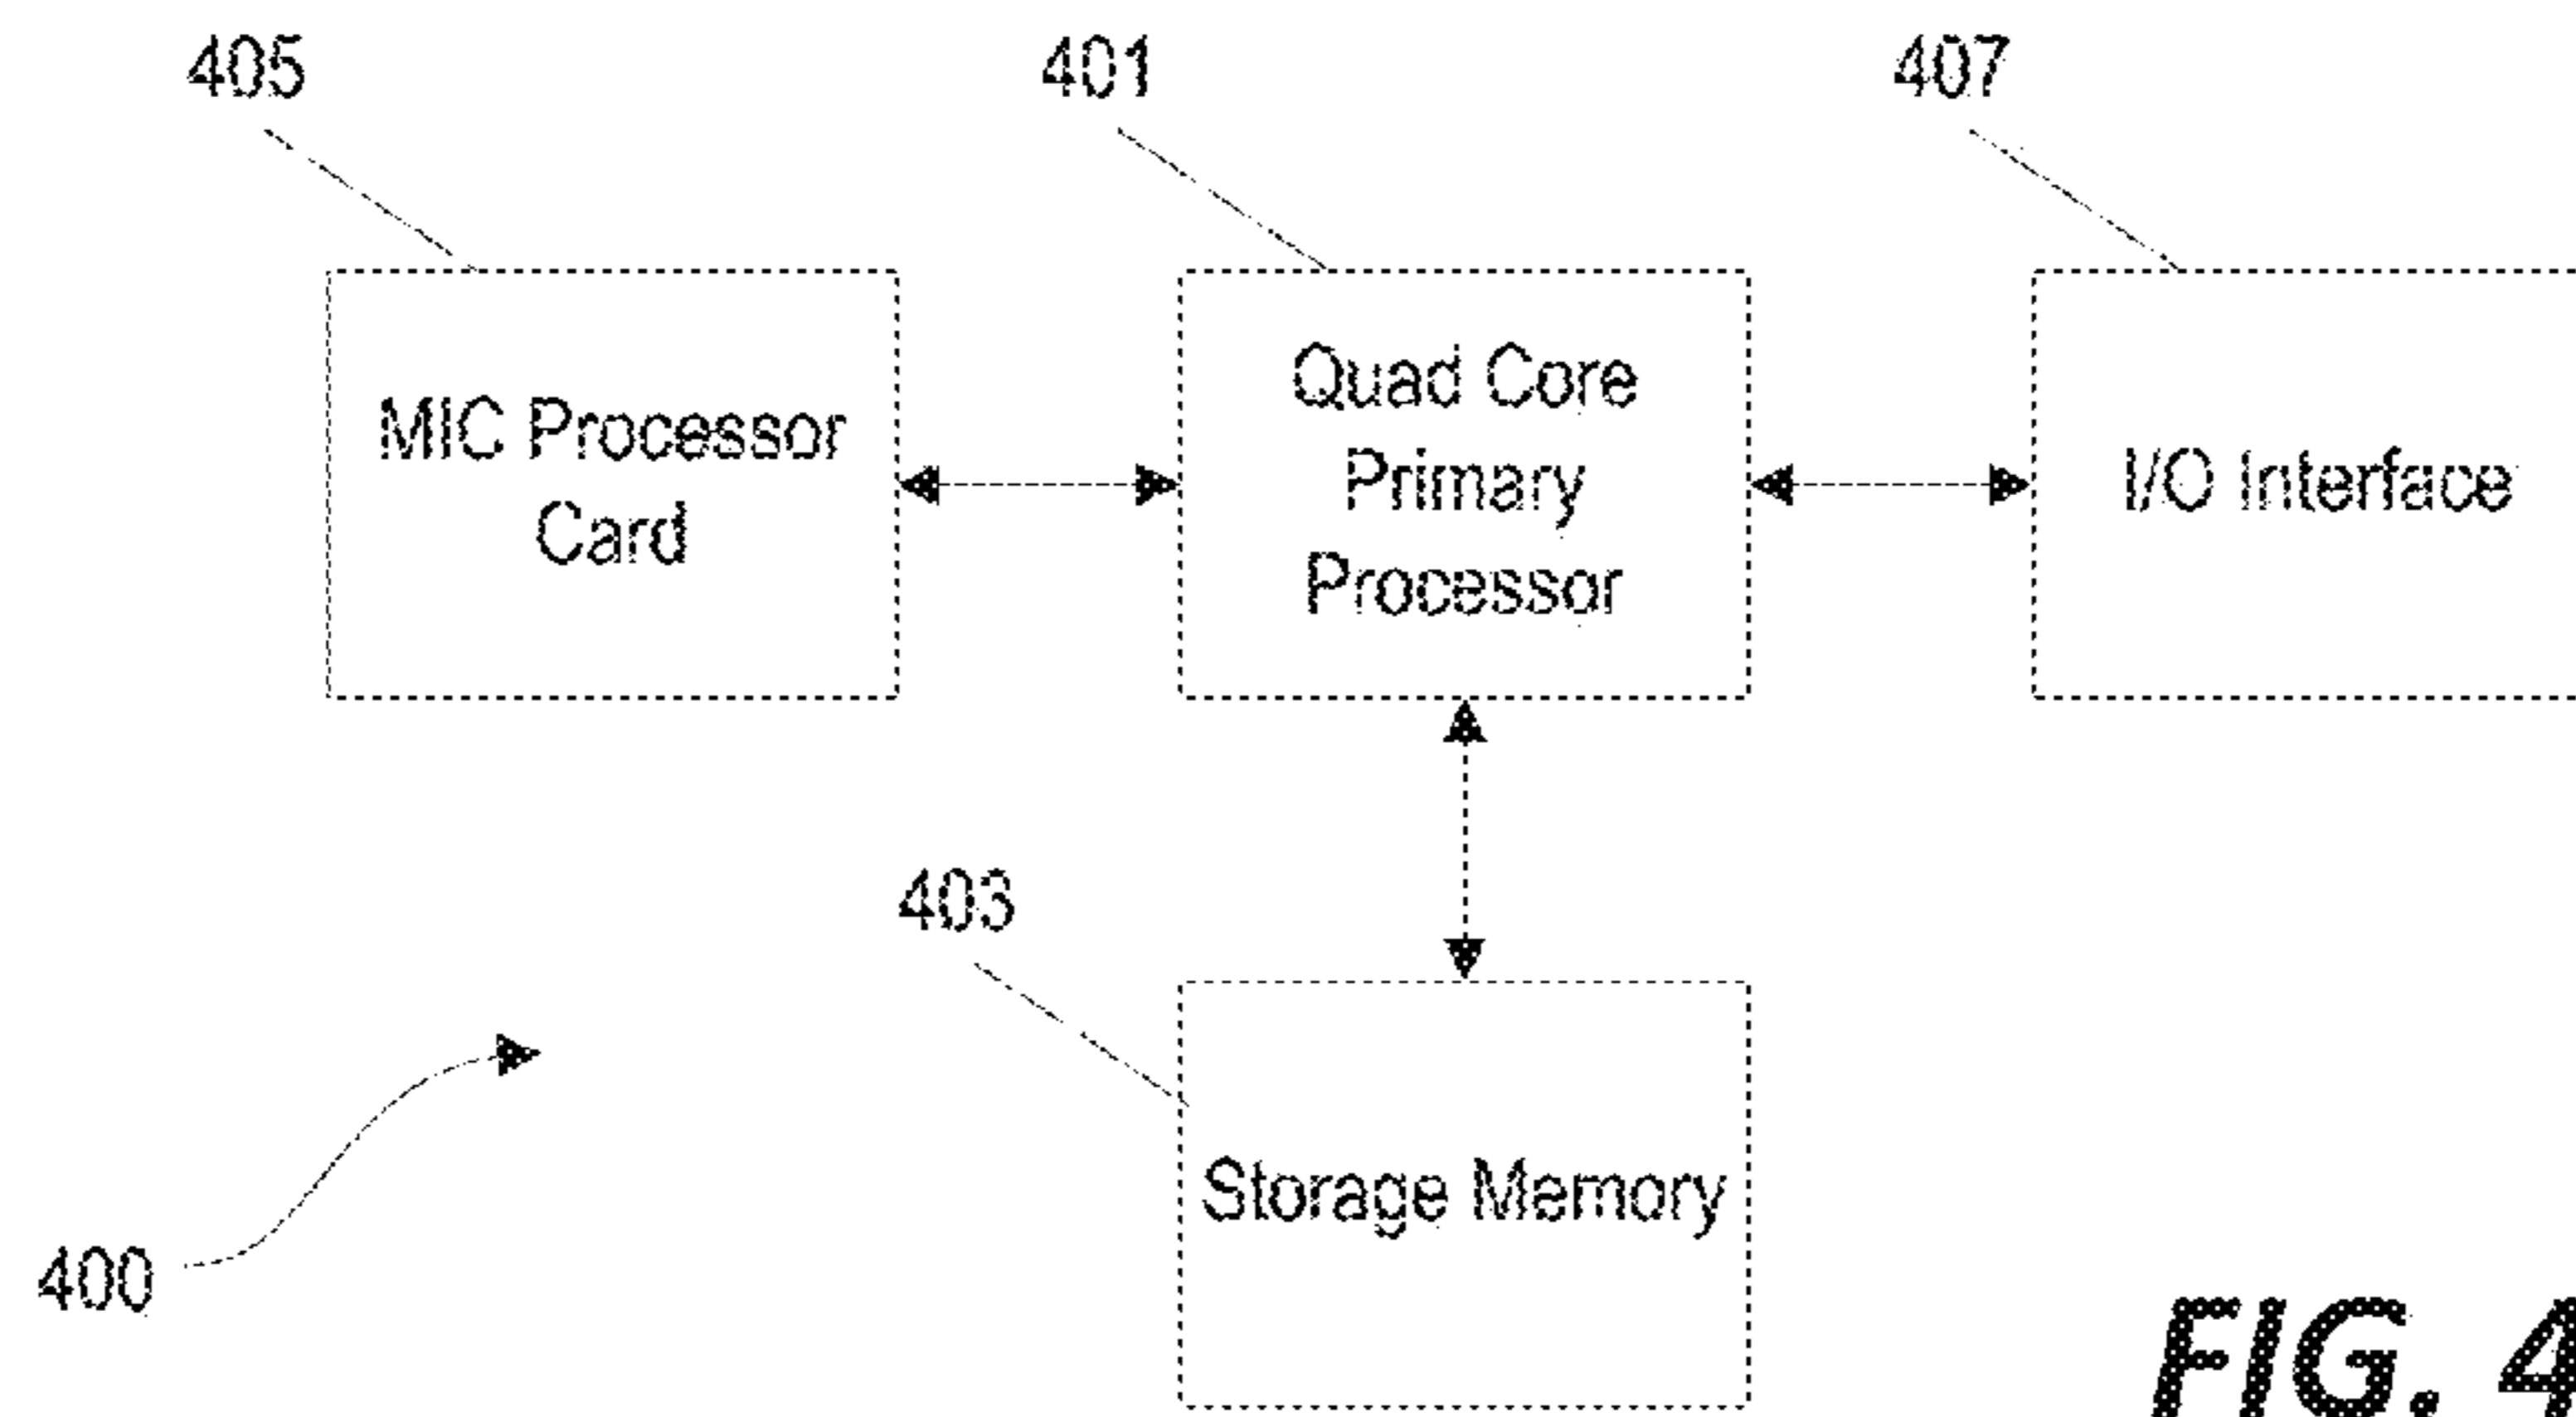 405
401
407
MIC Processor
Card
Quad Core
Primary
Processor
I/O Interface
403
Storage Memory
400
FIG. 4